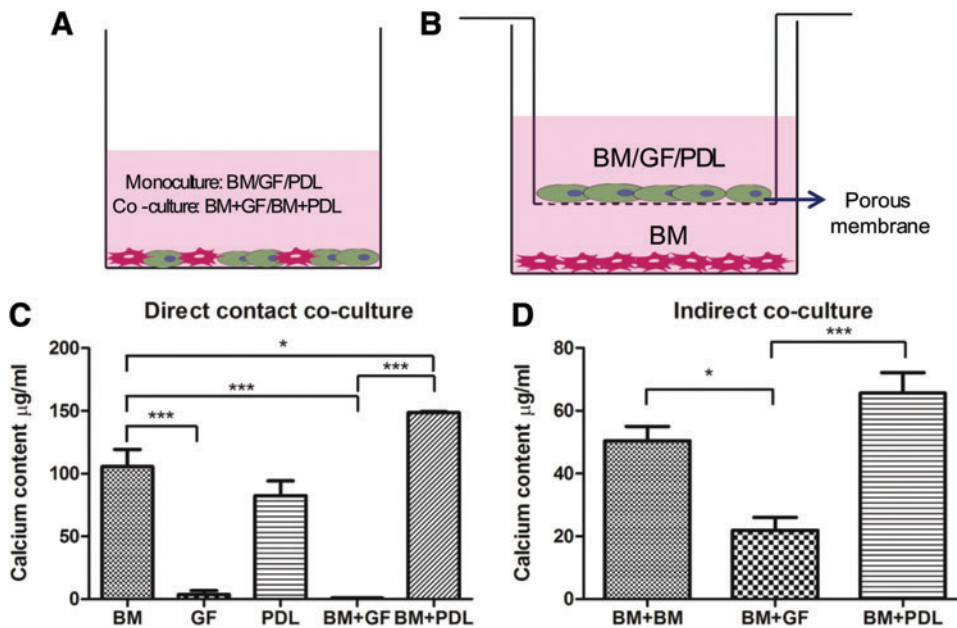 A
Monoculture: BM/GF/PDL
Co -culture: BM+GF/BM+PDL
B
BM/GF/PDL
BM
Porous
membrane
C
Direct contact co-culture
Calcium content µg/ml
200
150
100
50
0
*
***
***
***
BM GF PDL BM+GF BM+PDL
D
Indirect co-culture
Calcium content µg/ml
80
60
40
20
0
***
*
BM+BM BM+GF BM+PDL